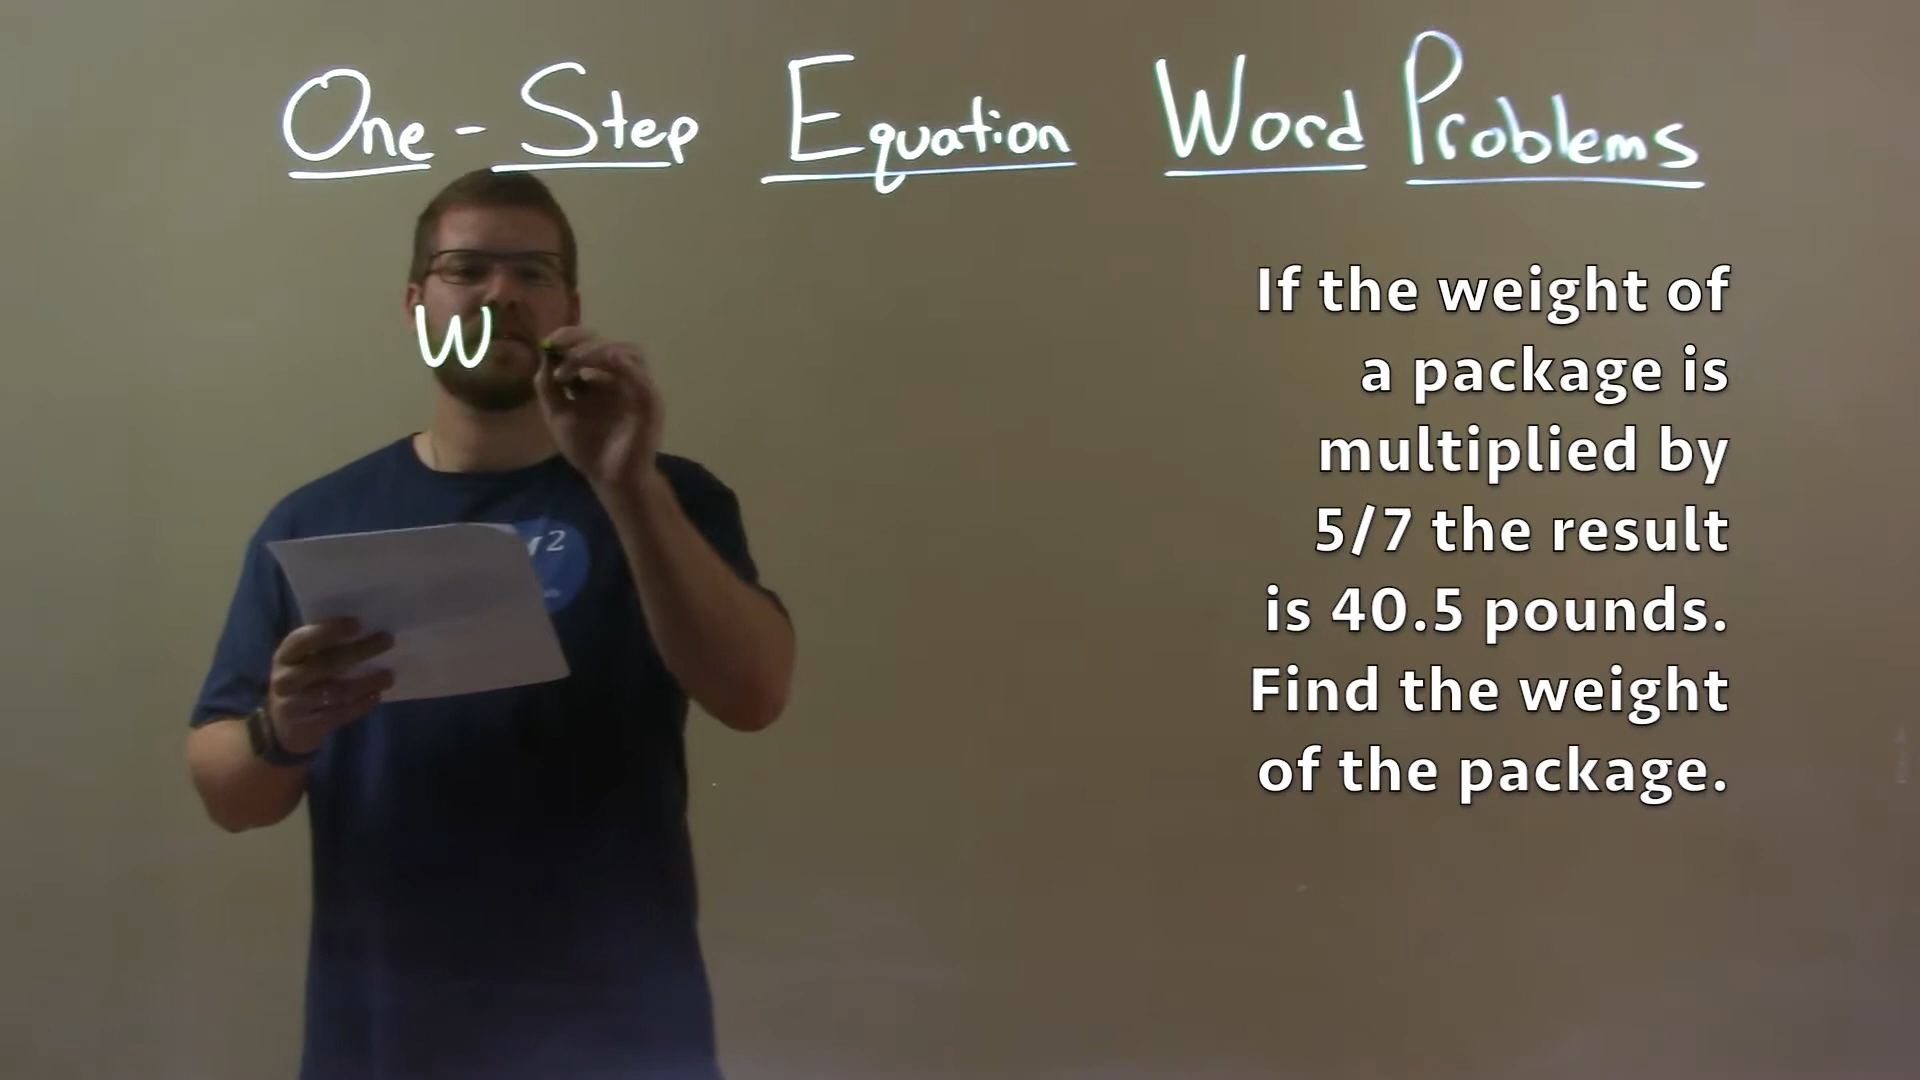 One-Step Equation Word Problems
W
If the weight of
a package is
multiplied by
5/7 the result
is 40.5 pounds.
Find the weight
of the package.